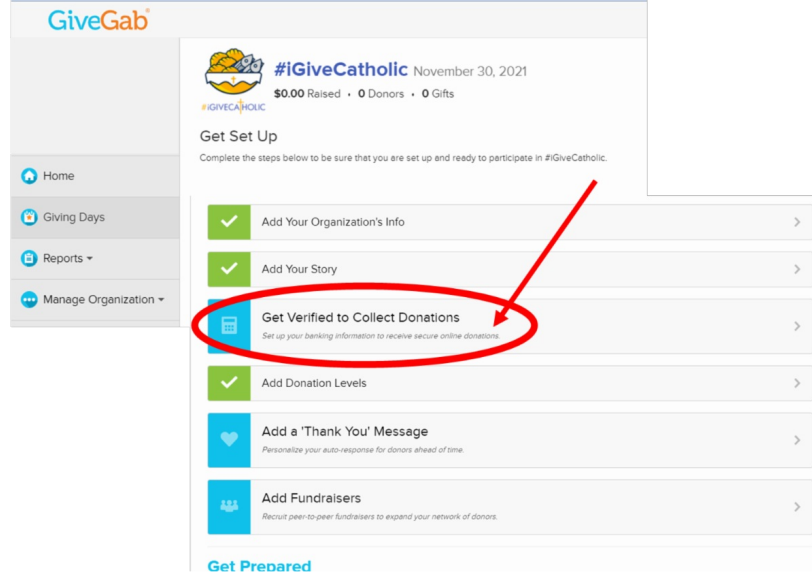 GiveGab
#iGiveCatholic November 30, 2021
$0.00 Raised • 0 Donors • 0 Gifts
#iGIVECATHOLIC
Get Set Up
Complete the steps below to be sure that you are set up and ready to participate in #iGiveCatholic.
Home
Giving Days
Reports
Manage Organization
Add Your Organization's Info
Add Your Story
Get Verified to Collect Donations
Set up your banking information to receive secure online donations.
Add Donation Levels
Add a 'Thank You' Message
Personalize your auto-response for donors ahead of time.
Add Fundraisers
Recruit peer-to-peer fundraisers to expand your network of donors.
Get Prepared